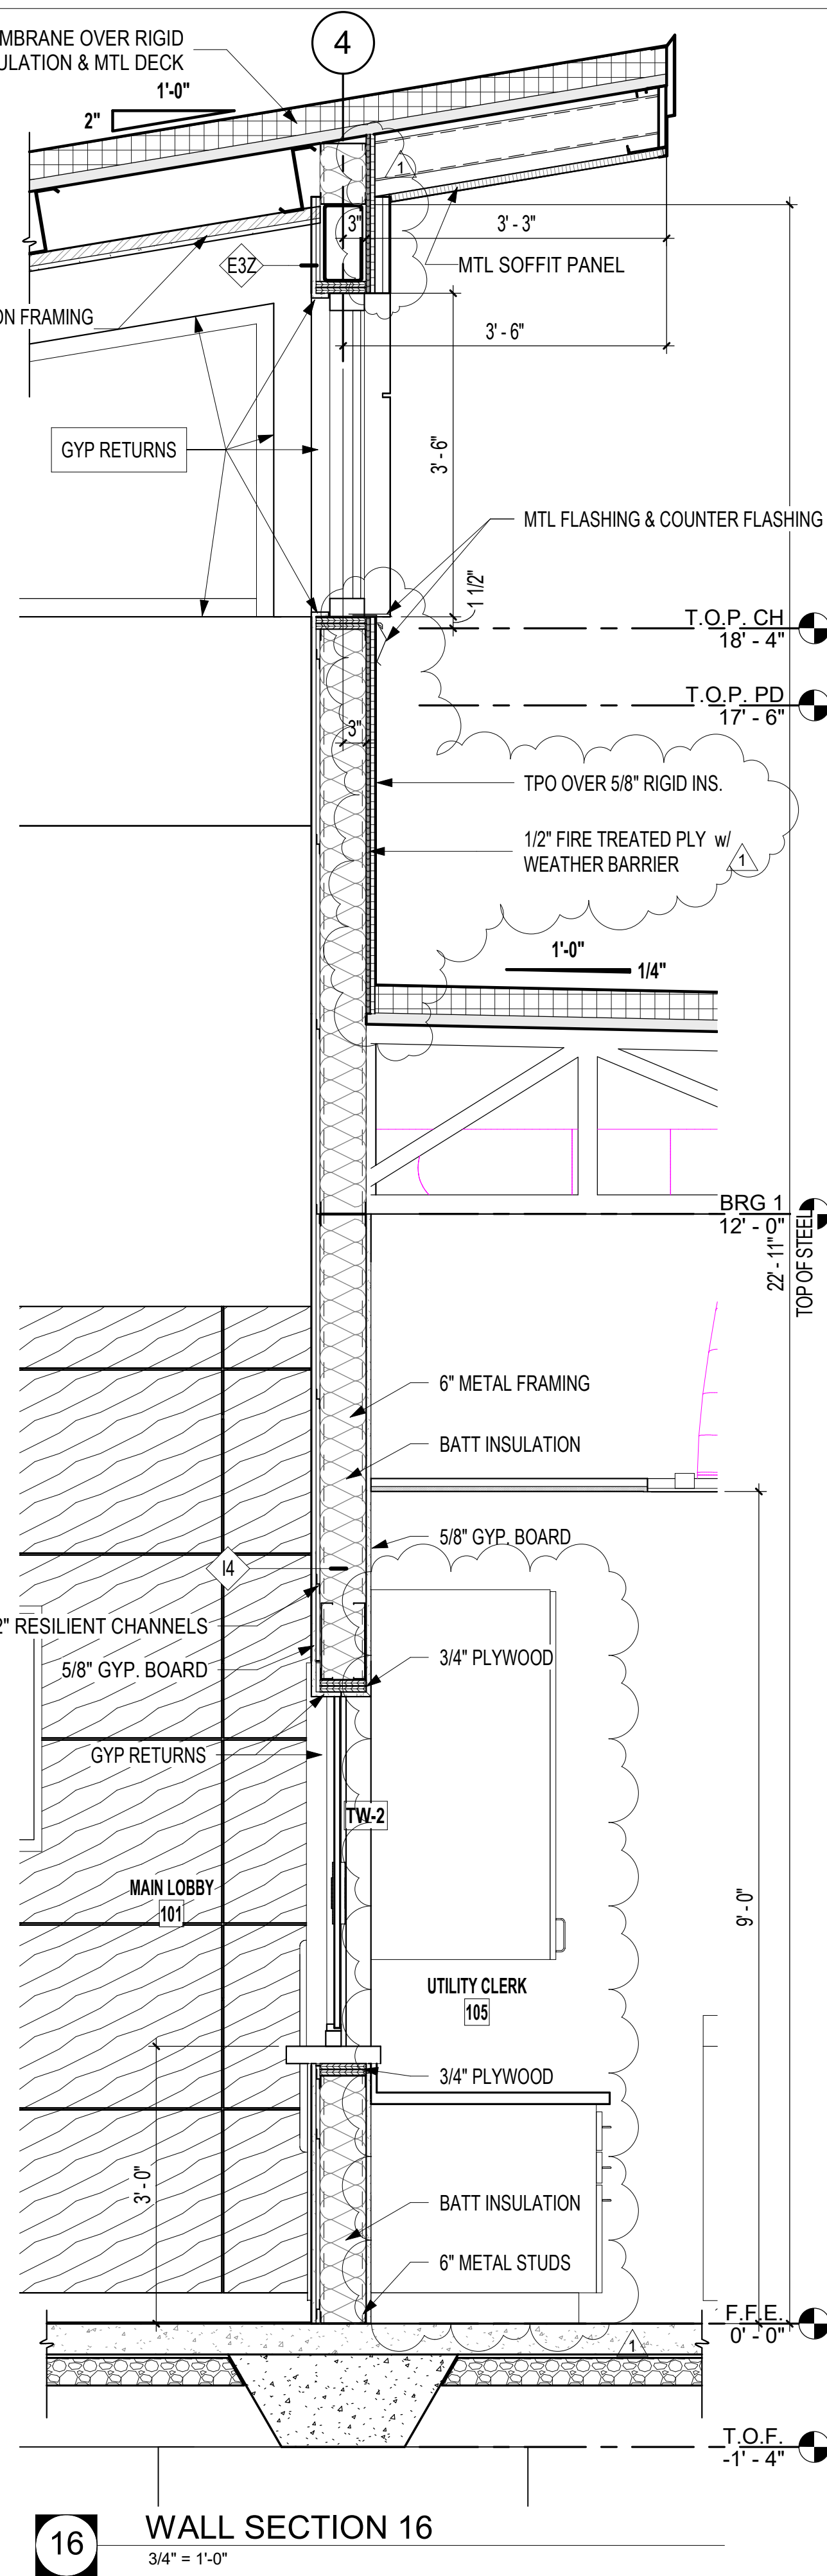 4
MEMBRANE OVER RIGID
INSULATION & MTL DECK
1'-0"
2"
1
3"
3' - 3"
E3Z
MTL SOFFIT PANEL
ON FRAMING
3' - 6"
GYP RETURNS
3' - 6"
MTL FLASHING & COUNTER FLASHING
1 1/2"
T.O.P. CH
18' - 4"
T.O.P. PD
17' - 6"
3"
TPO OVER 5/8" RIGID INS.
1/2" FIRE TREATED PLY w/
WEATHER BARRIER
1
1'-0"
1/4"
BRG 1
12' - 0"
22' - 11"
TOP OF STEEL
6" METAL FRAMING
BATT INSULATION
5/8" GYP. BOARD
I4
2" RESILIENT CHANNELS
5/8" GYP. BOARD
3/4" PLYWOOD
GYP RETURNS
TW-2
MAIN LOBBY
101
9' - 0"
UTILITY CLERK
105
3/4" PLYWOOD
3' - 0"
BATT INSULATION
6" METAL STUDS
F.F.E.
0' - 0"
1
T.O.F.
-1' - 4"
16
WALL SECTION 16
3/4" = 1'-0"